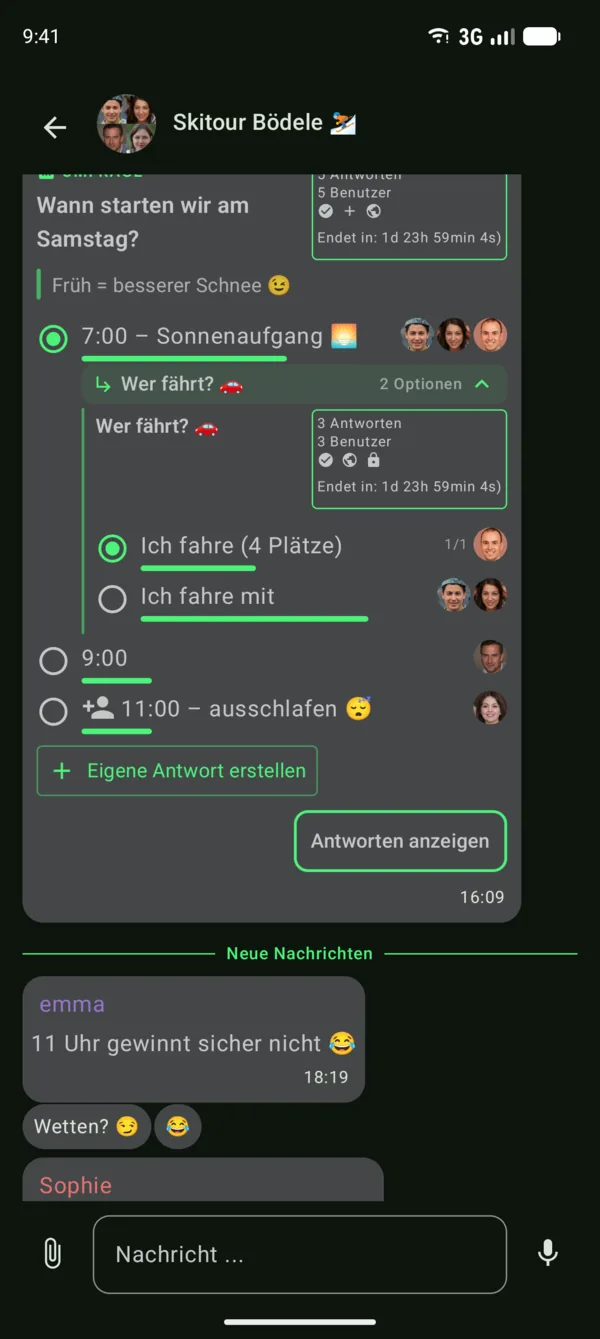 9:41
3G
Skitour Bödele ⛷️
UMFRAGE
Wann starten wir am
Samstag?
3 Antworten
5 Benutzer
Endet in: 1d 23h 59min 4s)
Früh = besserer Schnee 😉
7:00 – Sonnenaufgang 🌅
Wer fährt? 🚗
2 Optionen
Wer fährt? 🚗
3 Antworten
3 Benutzer
Endet in: 1d 23h 59min 4s)
Ich fahre (4 Plätze)
1/1
Ich fahre mit
9:00
11:00 – ausschlafen 😴
+ Eigene Antwort erstellen
Antworten anzeigen
16:09
Neue Nachrichten
emma
11 Uhr gewinnt sicher nicht 😂
18:19
Wetten? 😏
😂
Sophie
Nachricht ...